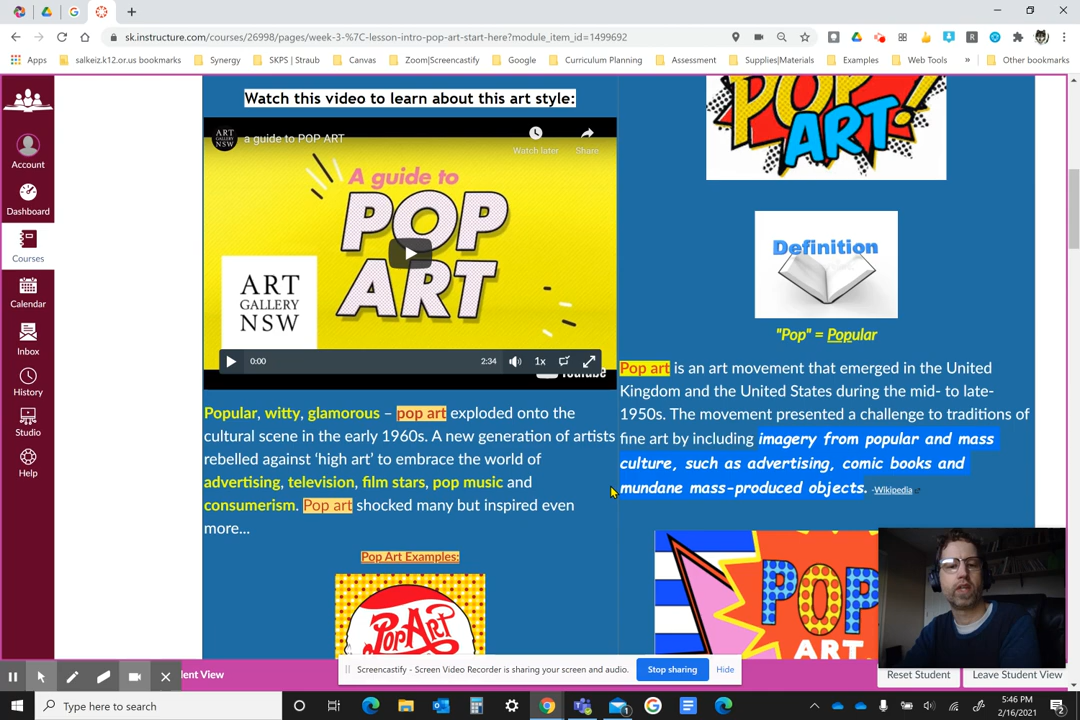 sk.instructure.com/courses/26998/pages/week-3-%7C-lesson-intro-pop-art-start-here?module_item_id=1499692
Apps
salkeiz.k12.or.us bookmarks
Synergy
SKPS | Straub
Canvas
Zoom|Screencastify
Google
Curriculum Planning
Assessment
Supplies|Materials
Examples
Web Tools
»
Other bookmarks
Account
Dashboard
Courses
Calendar
Inbox
History
Studio
Help
Watch this video to learn about this art style:
ART GALLERY NSW
a guide to POP ART
Watch later
Share
A guide to
POP
ART
ART
GALLERY
NSW
0:00
2:34
1x
YouTube
Popular, witty, glamorous – pop art exploded onto the
cultural scene in the early 1960s. A new generation of artists
rebelled against ‘high art’ to embrace the world of
advertising, television, film stars, pop music and
consumerism. Pop art shocked many but inspired even
more...
Pop Art Examples:
PopArt
POP
ART!
Definition
"Pop" = Popular
Pop art is an art movement that emerged in the United
Kingdom and the United States during the mid- to late-
1950s. The movement presented a challenge to traditions of
fine art by including imagery from popular and mass
culture, such as advertising, comic books and
mundane mass-produced objects. -Wikipedia
POP
ART
dent View
Screencastify - Screen Video Recorder is sharing your screen and audio.
Stop sharing
Hide
Reset Student
Leave Student View
Type here to search
5:46 PM
2/16/2021